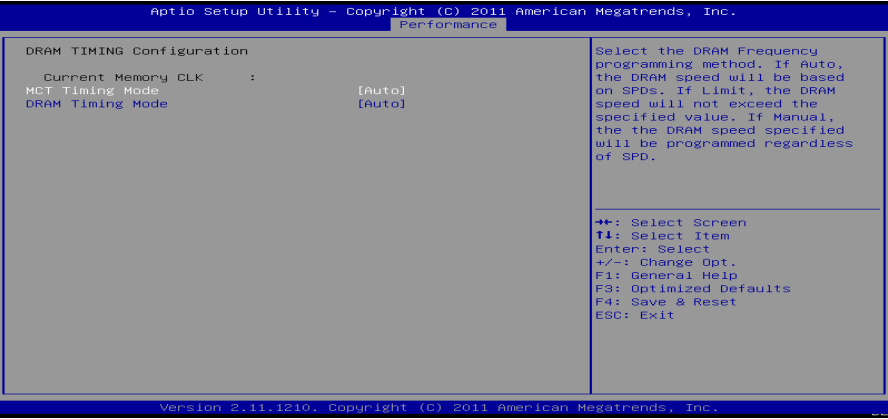 Aptio Setup Utility – Copyright (C) 2011 American Megatrends, Inc.
Performance
DRAM TIMING Configuration
Current Memory CLK :
MCT Timing Mode [Auto]
DRAM Timing Mode [Auto]
Select the DRAM Frequency
programming method. If Auto,
the DRAM speed will be based
on SPDs. If Limit, the DRAM
speed will not exceed the
specified value. If Manual,
the the DRAM speed specified
will be programmed regardless
of SPD.
→←: Select Screen
↑↓: Select Item
Enter: Select
+/-: Change Opt.
F1: General Help
F3: Optimized Defaults
F4: Save & Reset
ESC: Exit
Version 2.11.1210. Copyright (C) 2011 American Megatrends, Inc.